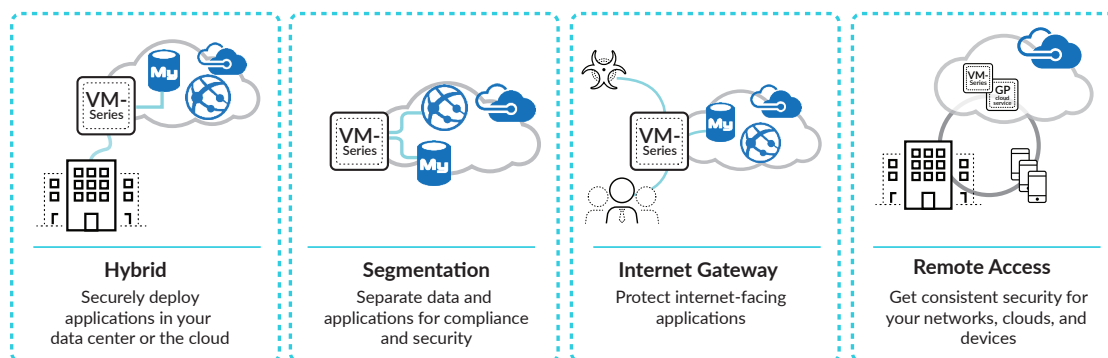 My
VM-
Series
Hybrid
Securely deploy
applications in your
data center or the cloud
VM-
Series
My
Segmentation
Separate data and
applications for compliance
and security
VM-
Series
My
Internet Gateway
Protect internet-facing
applications
VM-
Series
GP
cloud
service
Remote Access
Get consistent security for
your networks, clouds, and
devices